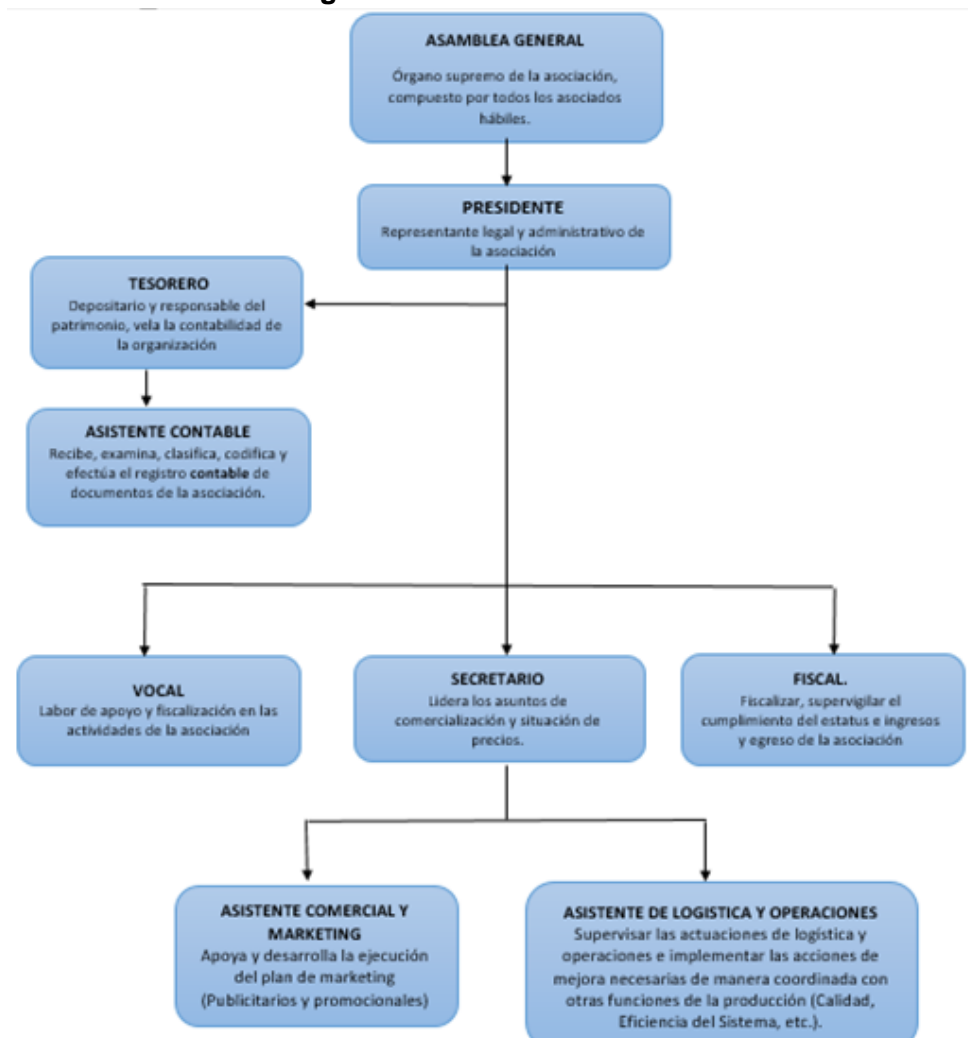 ASAMBLEA GENERAL
Órgano supremo de la asociación,
compuesto por todos los asociados
hábiles.
PRESIDENTE
Representante legal y administrativo de
la asociación
TESORERO
Depositario y responsable del
patrimonio, vela la contabilidad de
la organización
ASISTENTE CONTABLE
Recibe, examina, clasifica, codifica y
efectúa el registro contable de
documentos de la asociación.
VOCAL
Labor de apoyo y fiscalización en las
actividades de la asociación
SECRETARIO
Lidera los asuntos de
comercialización y situación de
precios.
FISCAL.
Fiscalizar, supervigilar el
cumplimiento del estatus e ingresos
y egreso de la asociación
ASISTENTE COMERCIAL Y
MARKETING
Apoya y desarrolla la ejecución
del plan de marketing
(Publicitarios y promocionales)
ASISTENTE DE LOGISTICA Y OPERACIONES
Supervisar las actuaciones de logística y
operaciones e implementar las acciones de
mejora necesarias de manera coordinada con
otras funciones de la producción (Calidad,
Eficiencia del Sistema, etc.).